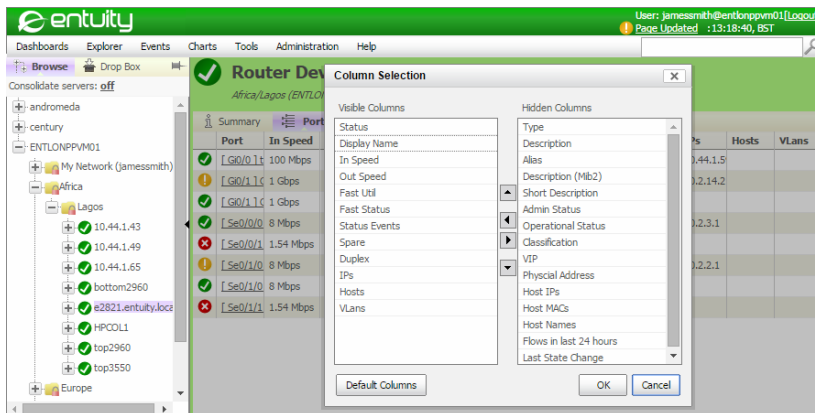 entuity
User: jamessmith@entlonppvm01[Logou
Page Updated :13:18:40, BST
Dashboards Explorer Events Charts Tools Administration Help
Browse Drop Box
Consolidate servers: off
andromeda
century
ENTLONPPVM01
My Network (jamessmith)
Africa
Lagos
10.44.1.43
10.44.1.49
10.44.1.65
bottom2960
e2821.entuity.loca
HPCOL1
top2960
top3550
Europe
Router Dev
Africa/Lagos (ENTLO
Summary Port
Port In Speed Ps Hosts VLans
[ Gi0/0 ] t 100 Mbps 0.44.1.5
[ Gi0/1 ] 1 Gbps 0.2.14.2
[ Gi0/1 ] 1 Gbps
[ Se0/0/0 8 Mbps 0.2.3.1
[ Se0/0/1 1.54 Mbps
[ Se0/1/0 8 Mbps 0.2.2.1
[ Se0/1/0 8 Mbps
[ Se0/1/1 1.54 Mbps
Column Selection
Visible Columns
Status
Display Name
In Speed
Out Speed
Fast Util
Fast Status
Status Events
Spare
Duplex
IPs
Hosts
VLans
Hidden Columns
Type
Description
Alias
Description (Mib2)
Short Description
Admin Status
Operational Status
Classification
VIP
Physcial Address
Host IPs
Host MACs
Host Names
Flows in last 24 hours
Last State Change
Default Columns OK Cancel